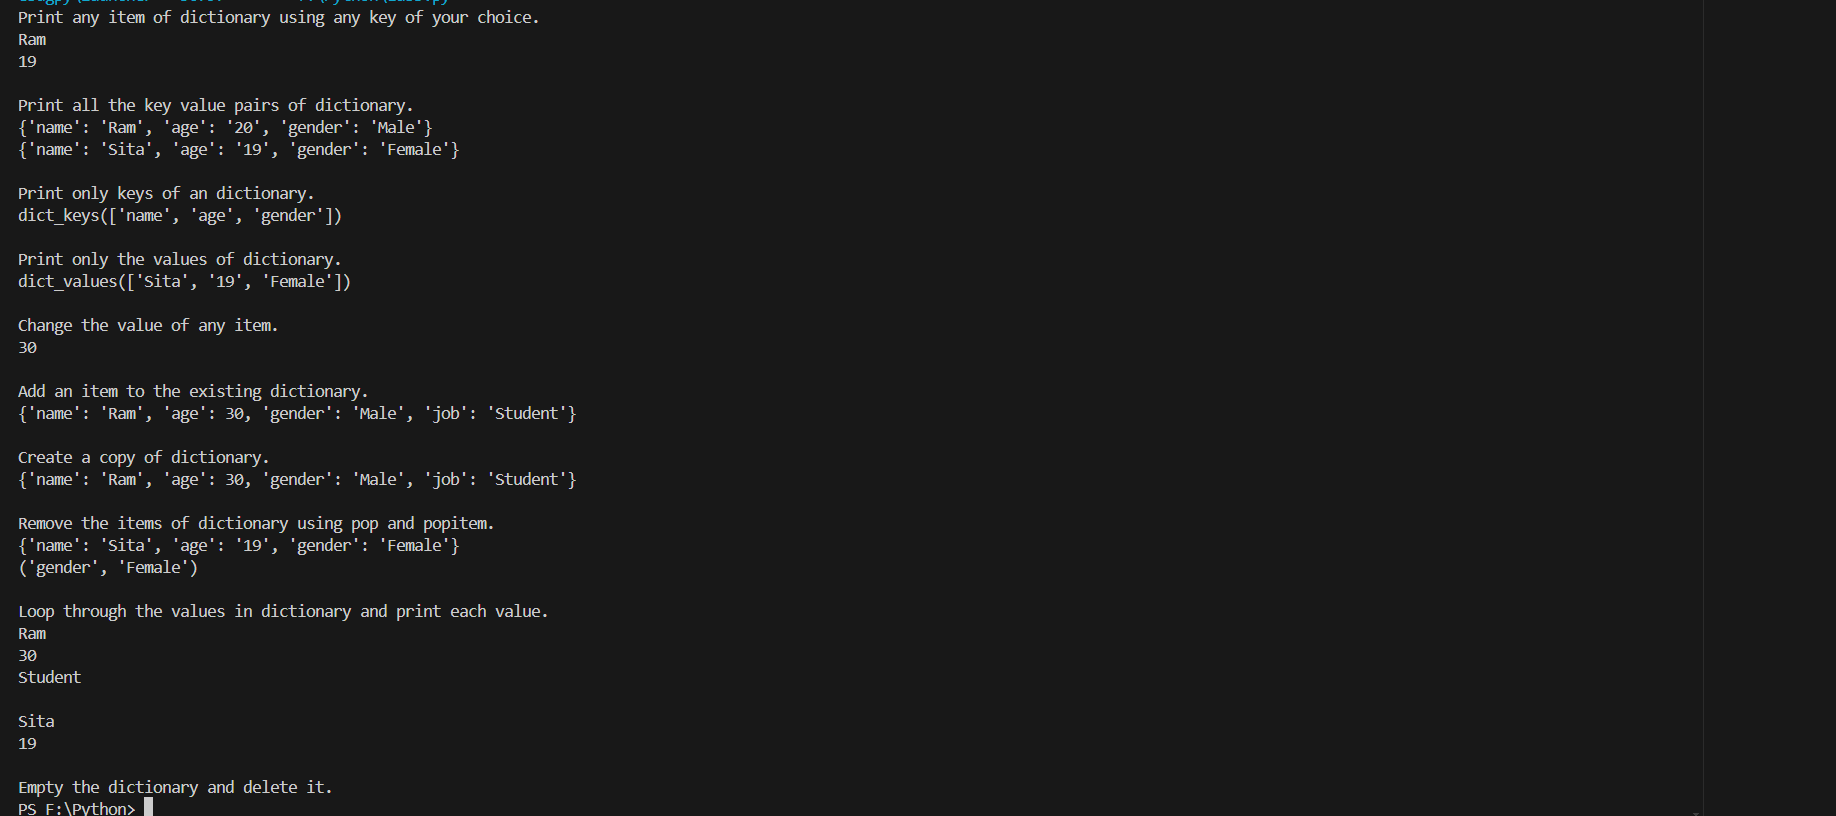 Print any item of dictionary using any key of your choice.
Ram
19
Print all the key value pairs of dictionary.
{'name': 'Ram', 'age': '20', 'gender': 'Male'}
{'name': 'Sita', 'age': '19', 'gender': 'Female'}
Print only keys of an dictionary.
dict_keys(['name', 'age', 'gender'])
Print only the values of dictionary.
dict_values(['Sita', '19', 'Female'])
Change the value of any item.
30
Add an item to the existing dictionary.
{'name': 'Ram', 'age': 30, 'gender': 'Male', 'job': 'Student'}
Create a copy of dictionary.
{'name': 'Ram', 'age': 30, 'gender': 'Male', 'job': 'Student'}
Remove the items of dictionary using pop and popitem.
{'name': 'Sita', 'age': '19', 'gender': 'Female'}
('gender', 'Female')
Loop through the values in dictionary and print each value.
Ram
30
Student
Sita
19
Empty the dictionary and delete it.
PS F:\Python>